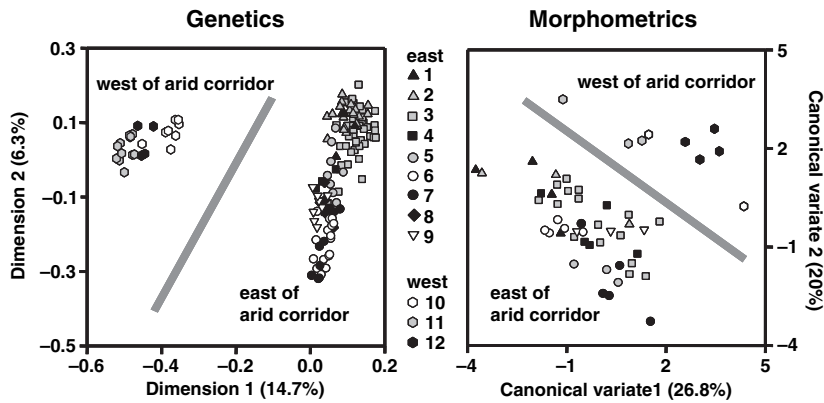 Genetics
Morphometrics
0.3
0.1
−0.1
−0.3
−0.5
Dimension 2 (6.3%)
west of arid corridor
east of
arid corridor
−0.6
−0.4
−0.2
0.0
0.2
Dimension 1 (14.7%)
east
1
2
3
4
5
6
7
8
9
west
10
11
12
west of arid corridor
east of
arid corridor
5
2
−1
−4
Canonical variate 2 (20%)
−4
−1
2
5
Canonical variate1 (26.8%)